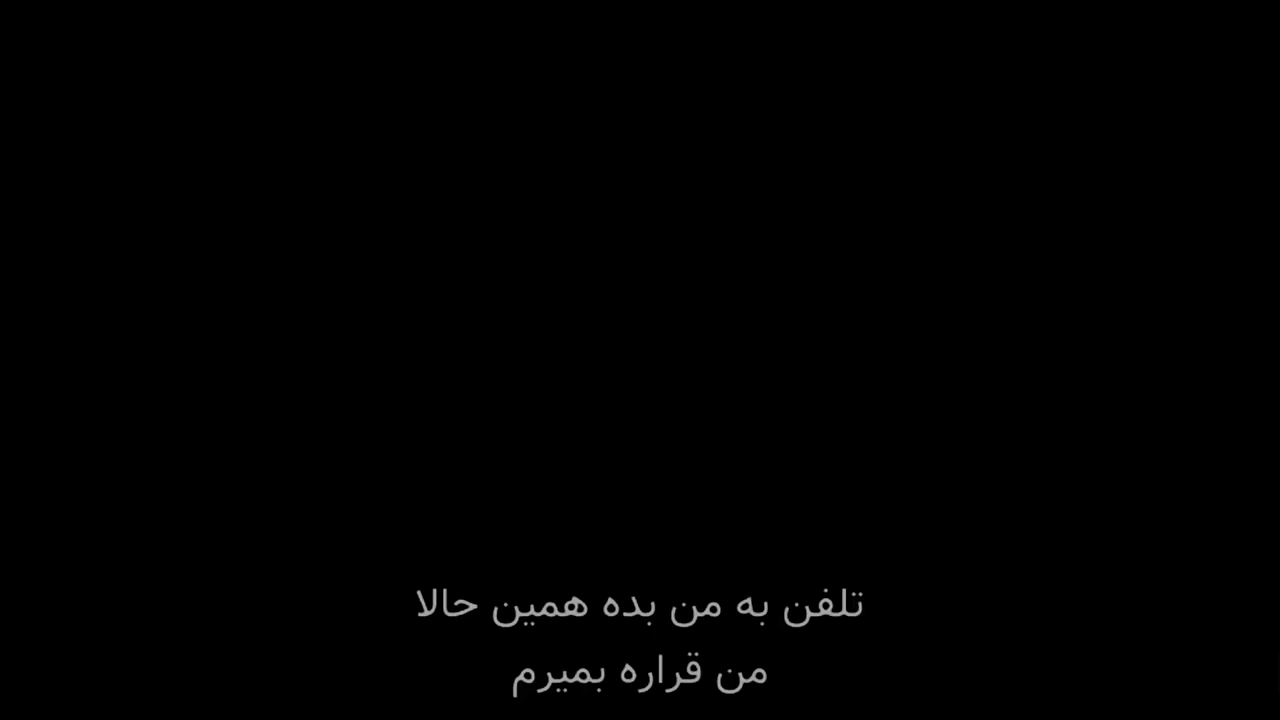 تلفن به من بده همین حالا
من قراره بمیرم